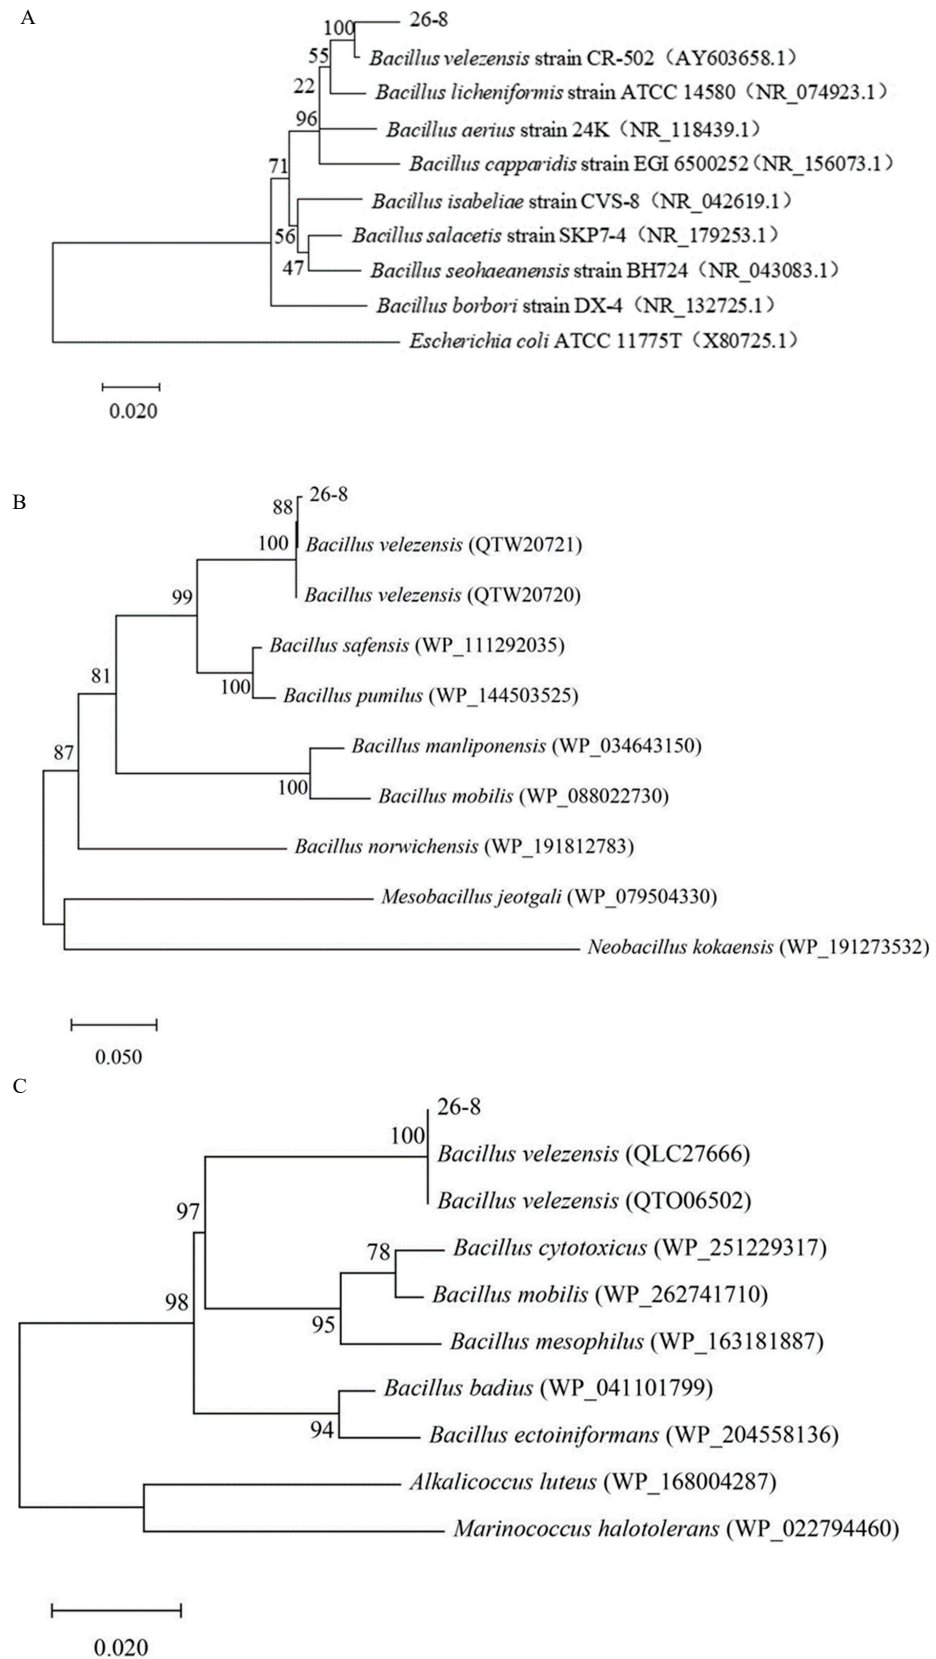 A
26-8
100
Bacillus velezensis strain CR-502（AY603658.1）
55
22
Bacillus licheniformis strain ATCC 14580（NR_074923.1）
96
Bacillus aerius strain 24K（NR_118439.1）
Bacillus capparidis strain EGI 6500252（NR_156073.1）
71
Bacillus isabeliae strain CVS-8（NR_042619.1）
56
Bacillus salacetis strain SKP7-4（NR_179253.1）
47
Bacillus seohaeanensis strain BH724（NR_043083.1）
Bacillus borbori strain DX-4（NR_132725.1）
Escherichia coli ATCC 11775T（X80725.1）
0.020
B
26-8
88
100
Bacillus velezensis (QTW20721)
Bacillus velezensis (QTW20720)
99
Bacillus safensis (WP_111292035)
81
100
Bacillus pumilus (WP_144503525)
87
Bacillus manliponensis (WP_034643150)
100
Bacillus mobilis (WP_088022730)
Bacillus norwichensis (WP_191812783)
Mesobacillus jeotgali (WP_079504330)
Neobacillus kokaensis (WP_191273532)
0.050
C
26-8
100
Bacillus velezensis (QLC27666)
Bacillus velezensis (QTO06502)
97
78
Bacillus cytotoxicus (WP_251229317)
98
Bacillus mobilis (WP_262741710)
95
Bacillus mesophilus (WP_163181887)
Bacillus badius (WP_041101799)
94
Bacillus ectoiniformans (WP_204558136)
Alkalicoccus luteus (WP_168004287)
Marinococcus halotolerans (WP_022794460)
0.020